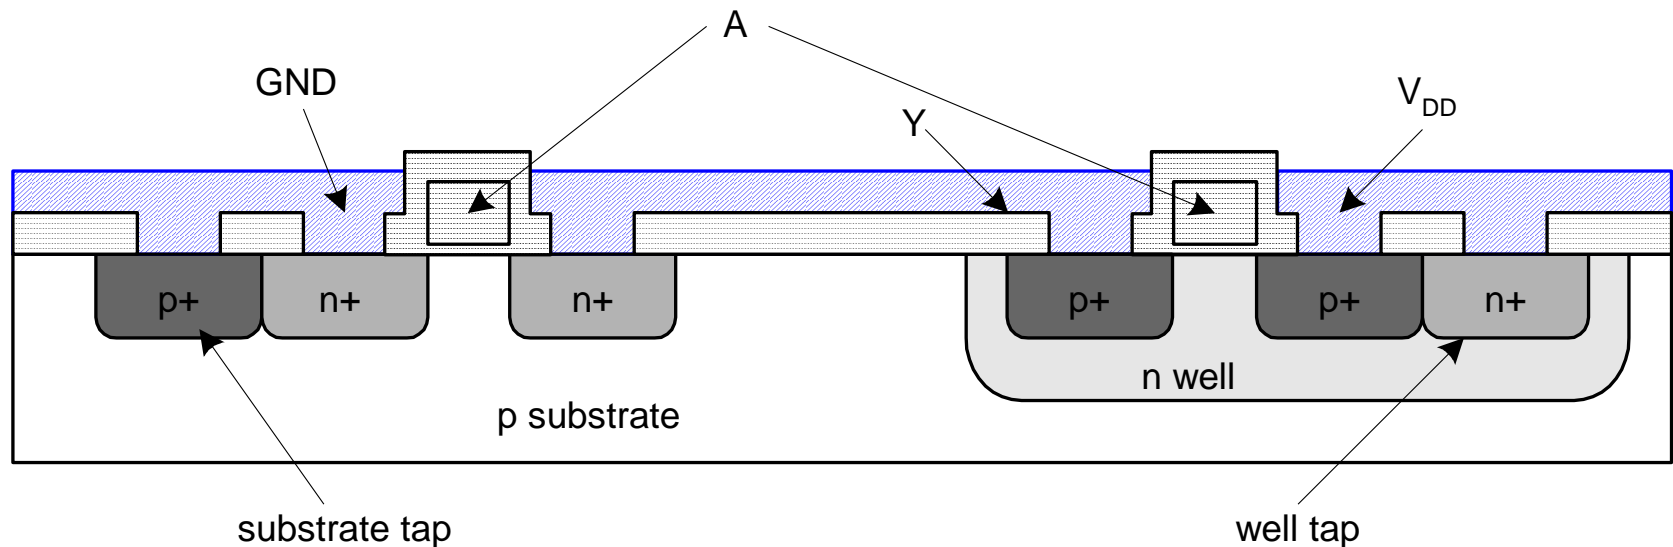 A
GND
Y
VDD
p+
n+
n+
p+
p+
n+
n well
p substrate
substrate tap
well tap